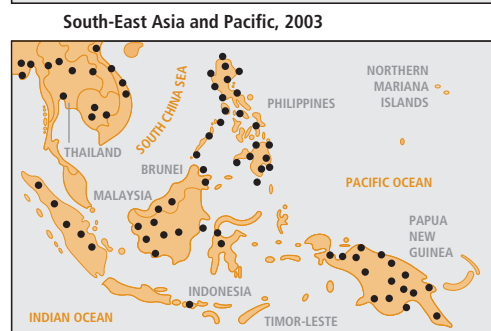 South-East Asia and Pacific, 2003
NORTHERN
MARIANA
ISLANDS
SOUTH CHINA SEA
PHILIPPINES
THAILAND
BRUNEI
MALAYSIA
PACIFIC OCEAN
PAPUA
NEW
GUINEA
INDONESIA
INDIAN OCEAN
TIMOR-LESTE